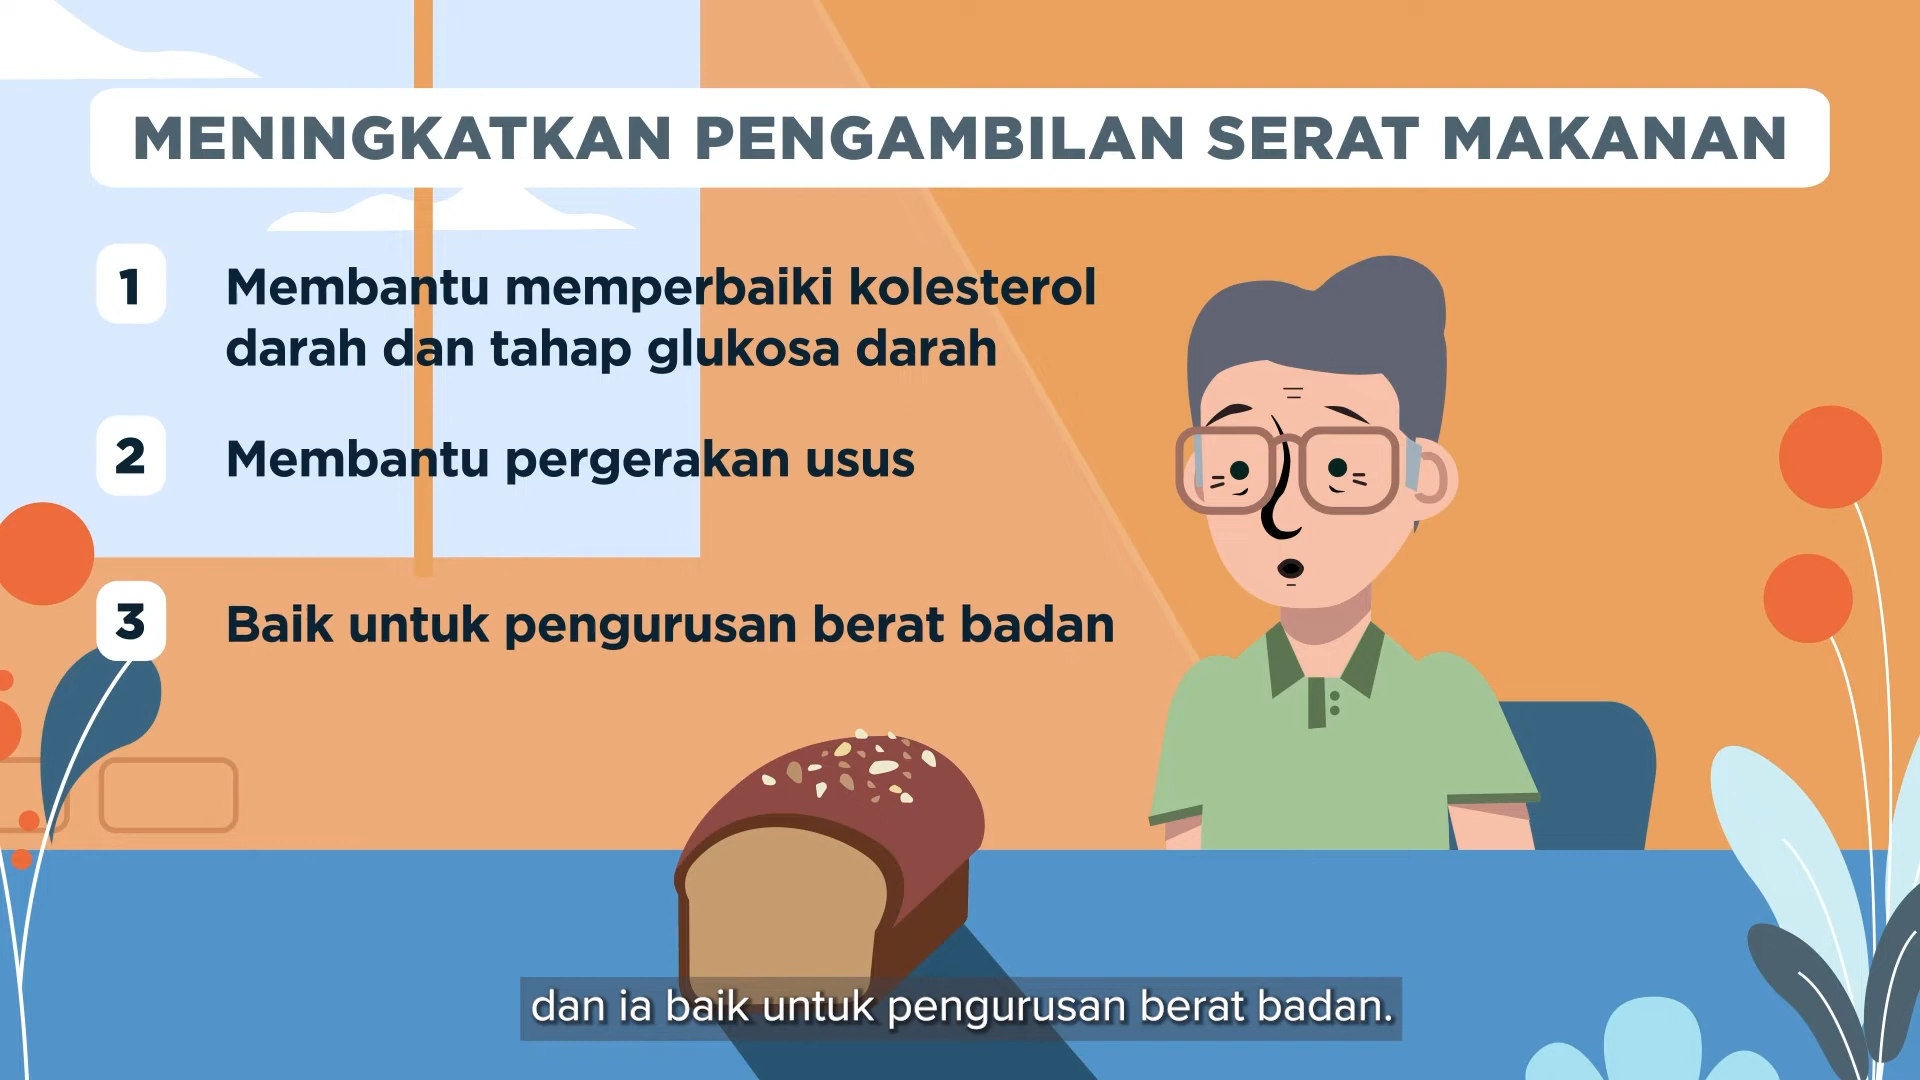 MENINGKATKAN PENGAMBILAN SERAT MAKANAN
1
Membantu memperbaiki kolesterol
darah dan tahap glukosa darah
2
Membantu pergerakan usus
3
Baik untuk pengurusan berat badan
dan ia baik untuk pengurusan berat badan.